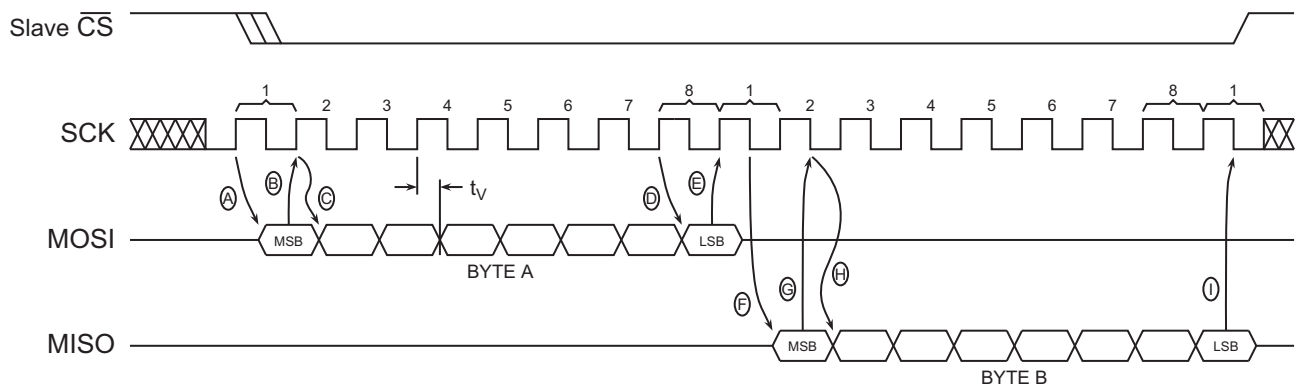 Slave CS
1 2 3 4 5 6 7 8 1 2 3 4 5 6 7 8 1
SCK
A B C tV D E
MOSI MSB LSB
BYTE A
F G H I
MISO MSB LSB
BYTE B